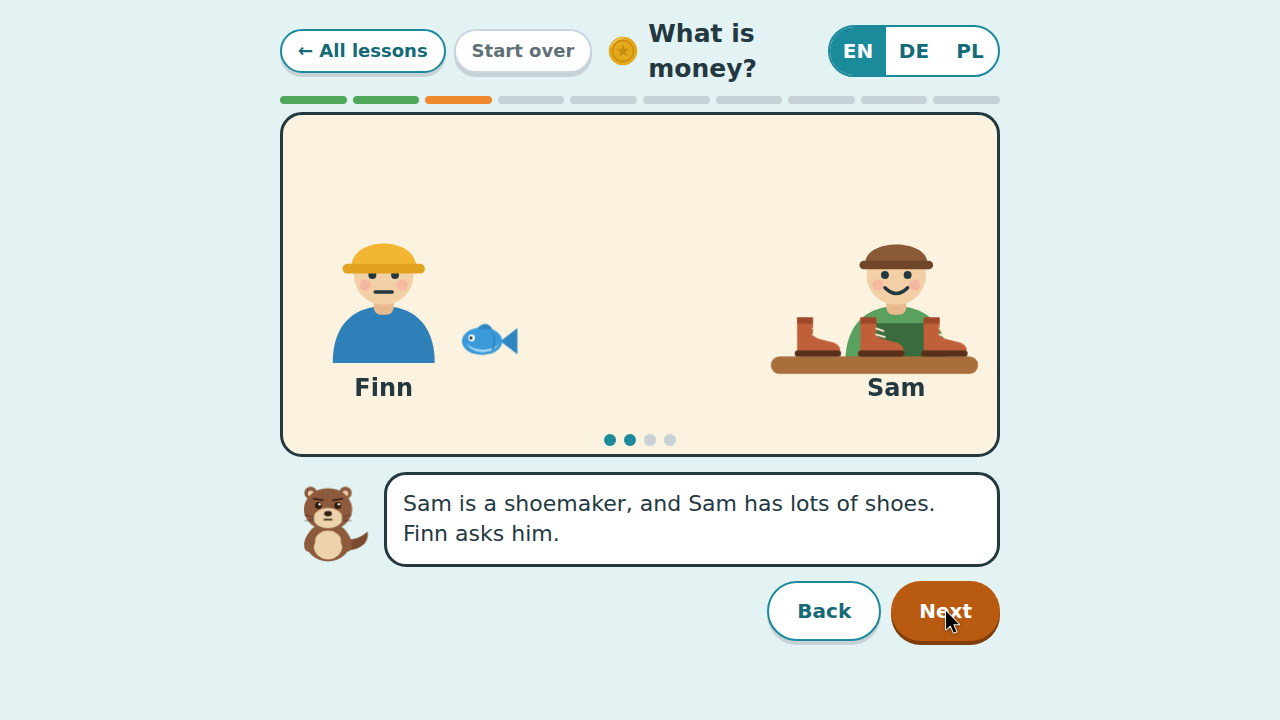 ← All lessons
Start over
What is
money?
EN DE PL
Finn
Sam
Sam is a shoemaker, and Sam has lots of shoes.
Finn asks him.
Back
Next